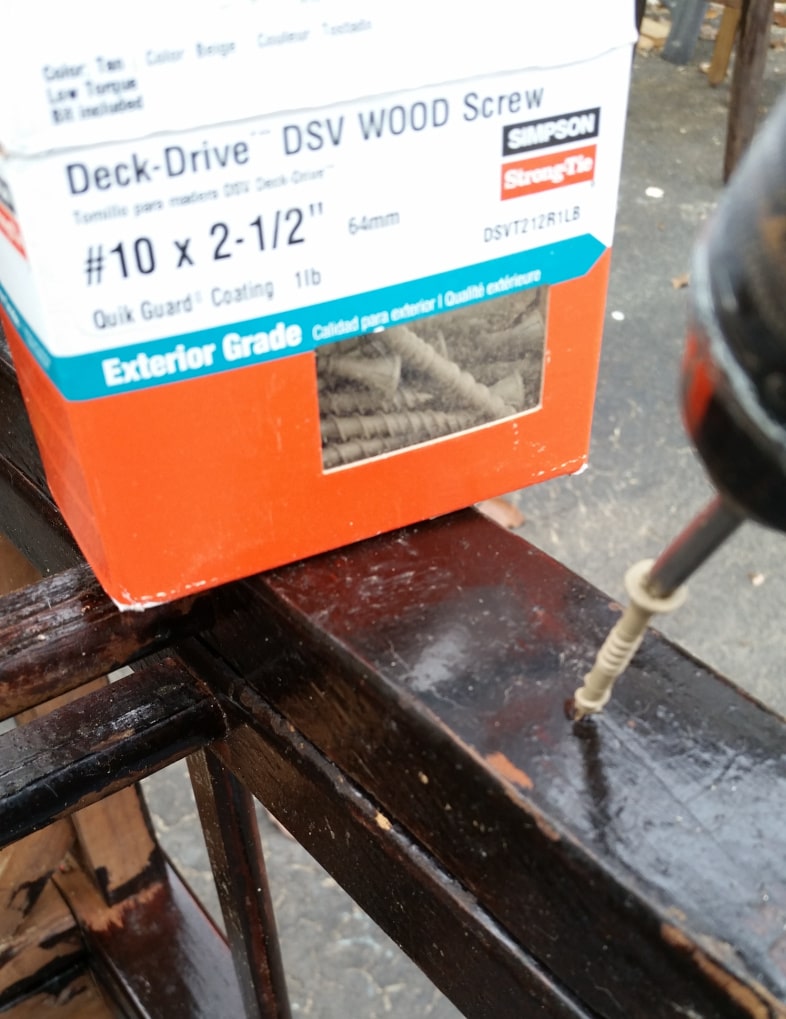 Color: Tan Color Beige Couleur: Testado
Low Torque
Bit included
Deck-Drive™ DSV WOOD Screw
SIMPSON
Strong-Tie
Tornillo para madera DSV Deck-Drive™
#10 x 2-1/2" 64mm
DSVT212R1LB
Quik Guard® Coating 1lb
Exterior Grade Calidad para exterior | Qualité extérieure